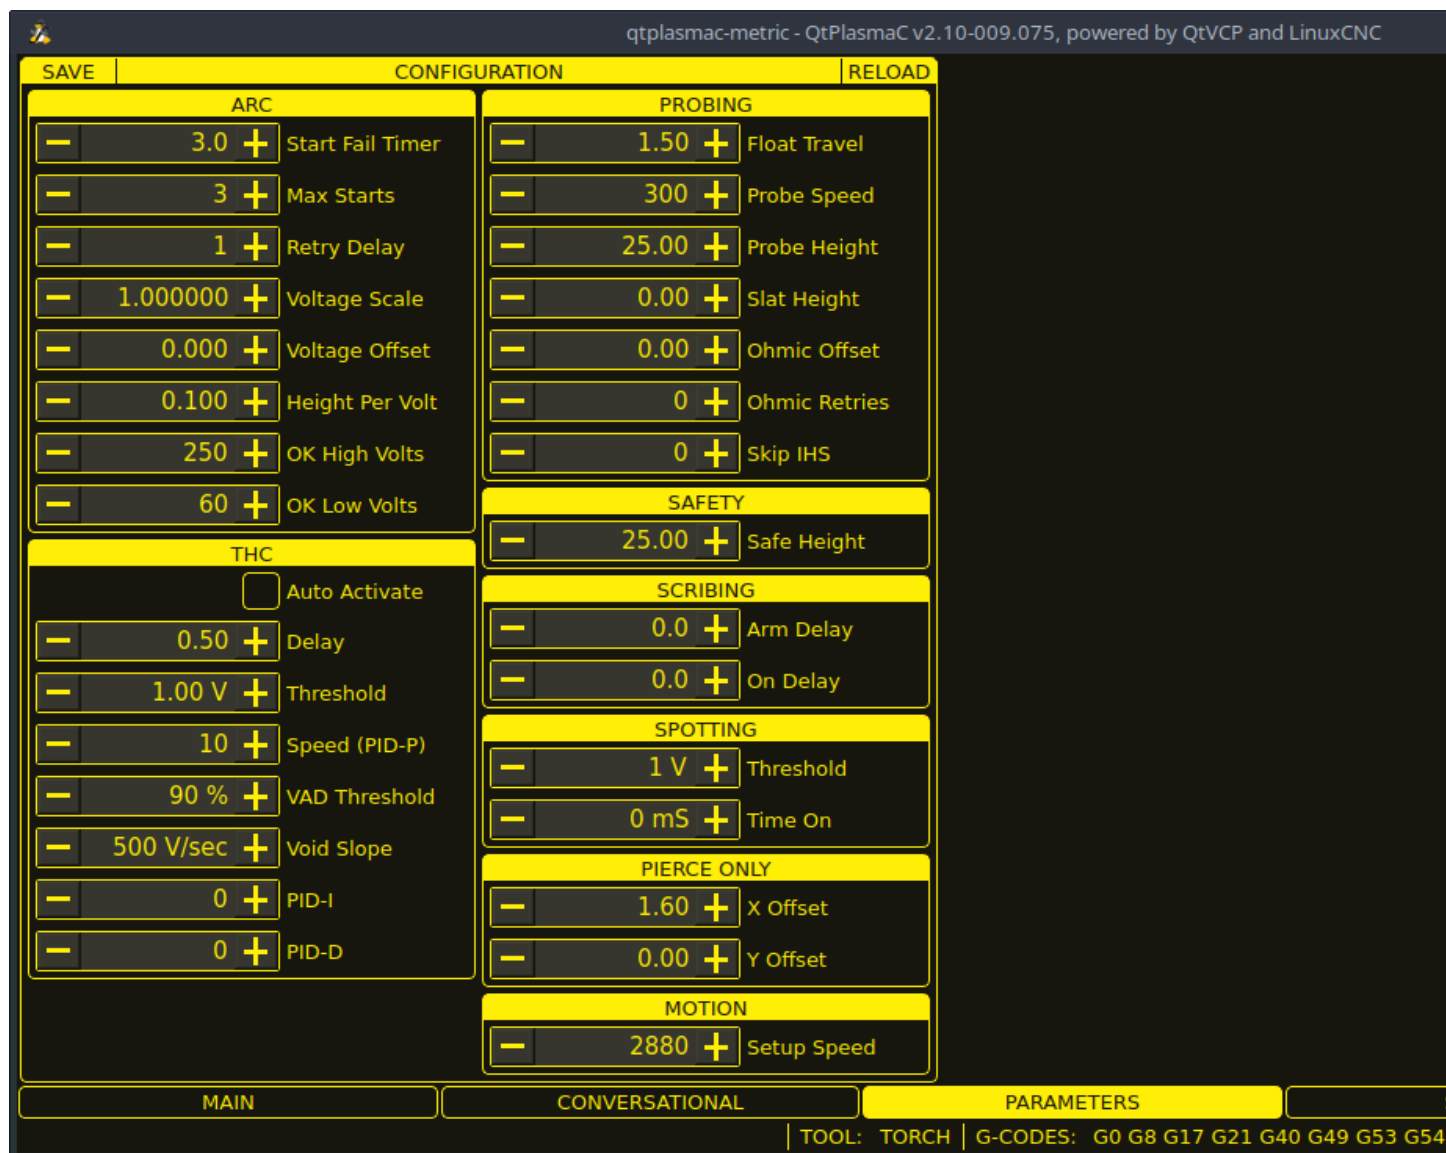 qtplasmac-metric - QtPlasmaC v2.10-009.075, powered by QtVCP and LinuxCNC
SAVE CONFIGURATION RELOAD
ARC
3.0 Start Fail Timer
3 Max Starts
1 Retry Delay
1.000000 Voltage Scale
0.000 Voltage Offset
0.100 Height Per Volt
250 OK High Volts
60 OK Low Volts
THC
Auto Activate
0.50 Delay
1.00 V Threshold
10 Speed (PID-P)
90 % VAD Threshold
500 V/sec Void Slope
0 PID-I
0 PID-D
PROBING
1.50 Float Travel
300 Probe Speed
25.00 Probe Height
0.00 Slat Height
0.00 Ohmic Offset
0 Ohmic Retries
0 Skip IHS
SAFETY
25.00 Safe Height
SCRIBING
0.0 Arm Delay
0.0 On Delay
SPOTTING
1 V Threshold
0 mS Time On
PIERCE ONLY
1.60 X Offset
0.00 Y Offset
MOTION
2880 Setup Speed
MAIN CONVERSATIONAL PARAMETERS
TOOL: TORCH G-CODES: G0 G8 G17 G21 G40 G49 G53 G54